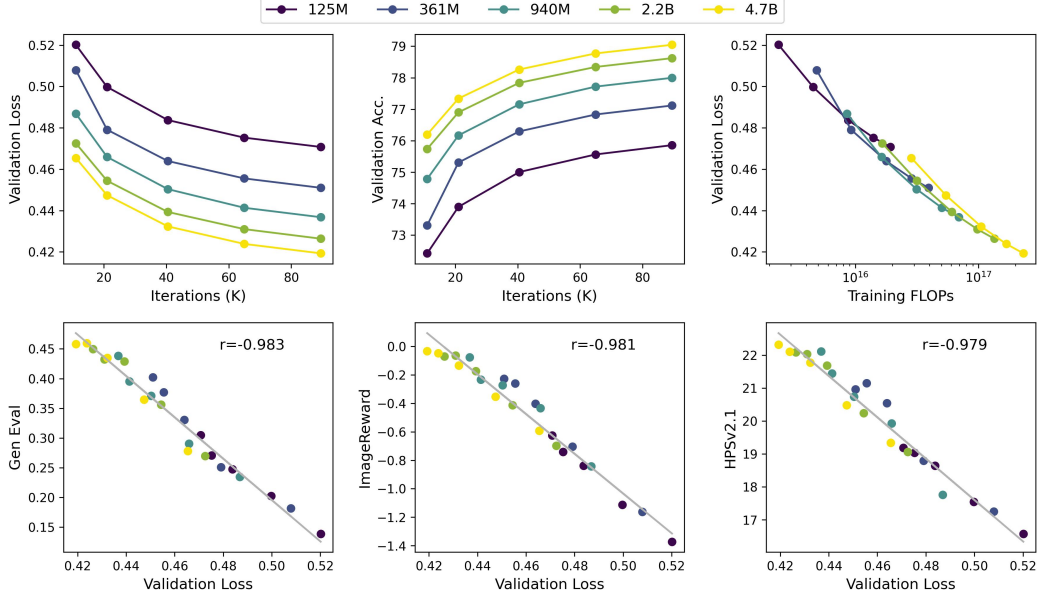 125M 361M 940M 2.2B 4.7B
Validation Loss
0.52
0.50
0.48
0.46
0.44
0.42
20 40 60 80
Iterations (K)
Validation Acc.
79
78
77
76
75
74
73
20 40 60 80
Iterations (K)
Validation Loss
0.52
0.50
0.48
0.46
0.44
0.42
10^16 10^17
Training FLOPs
Gen Eval
r=-0.983
0.45
0.40
0.35
0.30
0.25
0.20
0.15
0.42 0.44 0.46 0.48 0.50 0.52
Validation Loss
ImageReward
r=-0.981
0.0
−0.2
−0.4
−0.6
−0.8
−1.0
−1.2
−1.4
0.42 0.44 0.46 0.48 0.50 0.52
Validation Loss
HPSv2.1
r=-0.979
22
21
20
19
18
17
0.42 0.44 0.46 0.48 0.50 0.52
Validation Loss